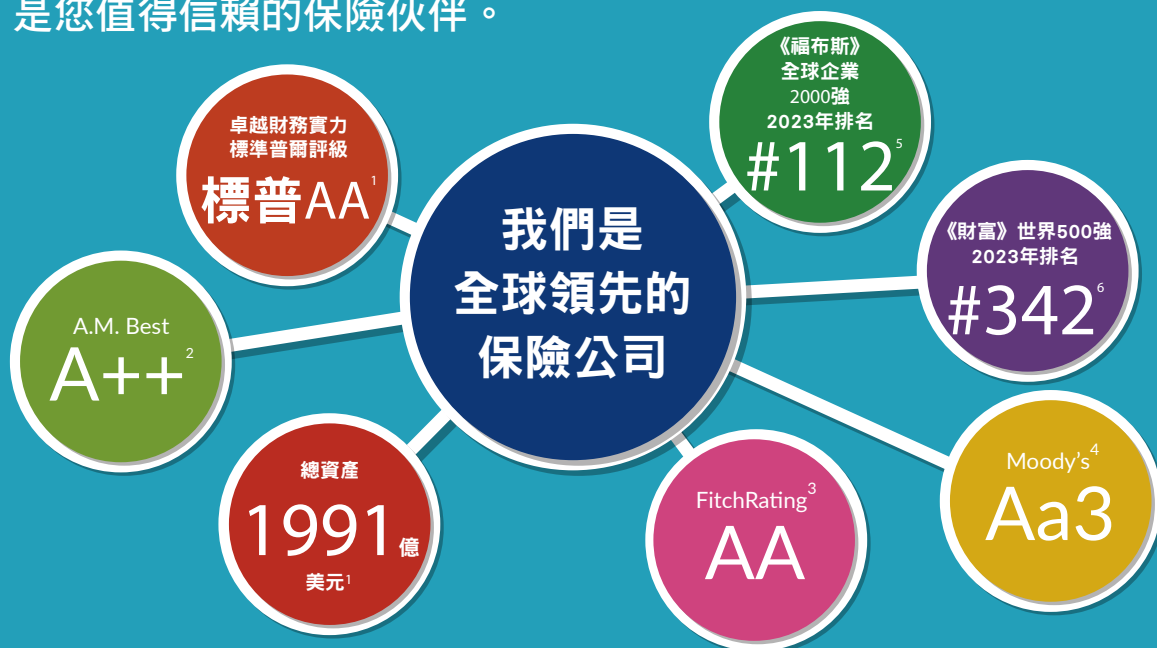 是您值得信賴的保險伙伴。
《福布斯》
全球企業
2000強
2023年排名
#112⁵
卓越財務實力
標準普爾評級
標普AA¹
我們是
全球領先的
保險公司
《財富》世界500強
2023年排名
#342⁶
A.M. Best
A++²
總資產
1991億
美元¹
FitchRating³
AA
Moody's⁴
Aa3